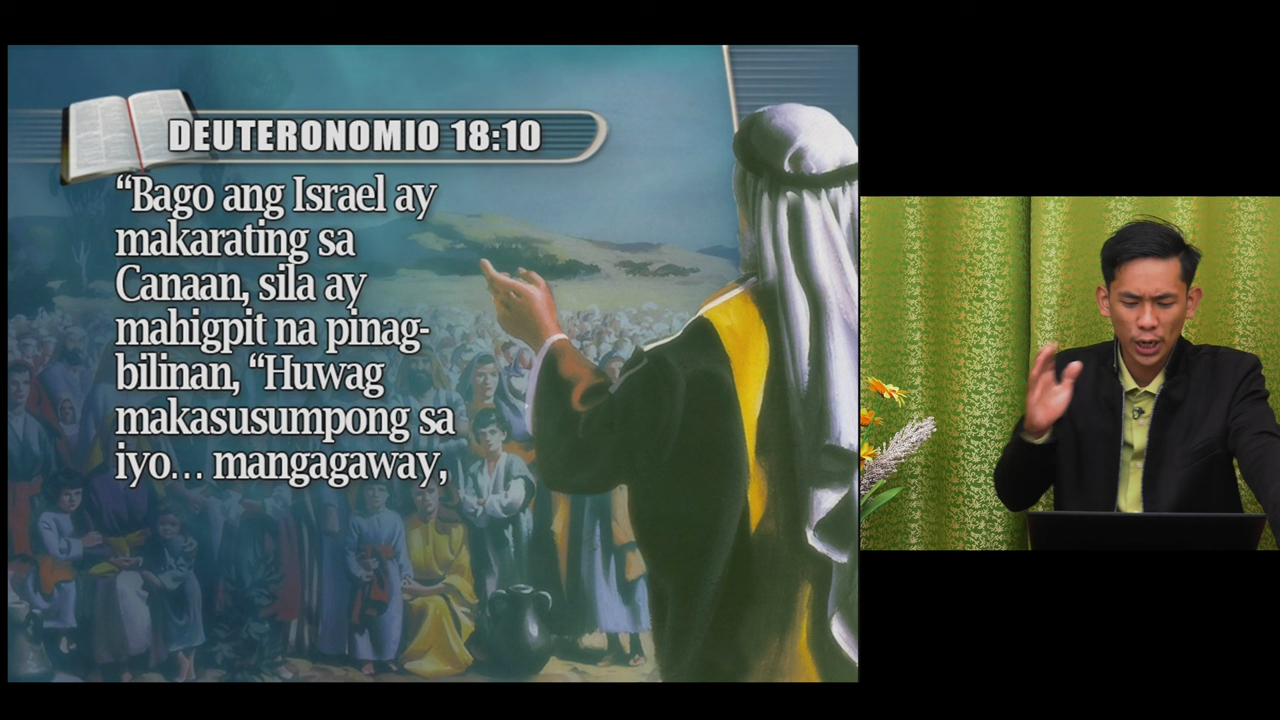 DEUTERONOMIO 18:10
“Bago ang Israel ay
makarating sa
Canaan, sila ay
mahigpit na pinag-
bilinan, “Huwag
makasusumpong sa
iyo... mangagaway,